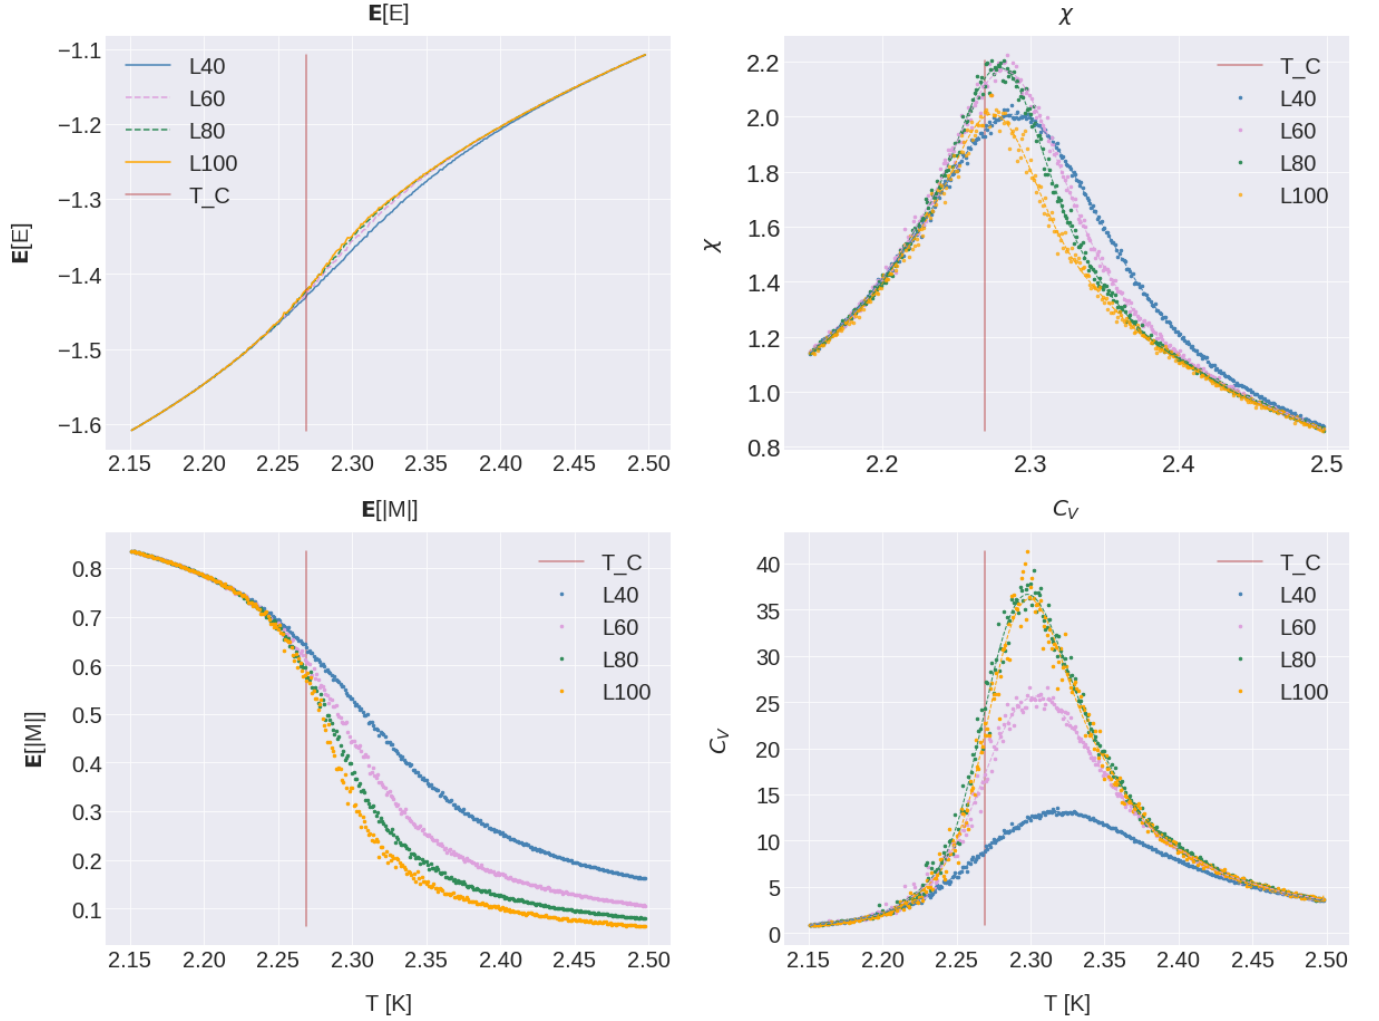 E[E]
E[E]
−1.1
−1.2
−1.3
−1.4
−1.5
−1.6
L40
L60
L80
L100
T_C
2.15 2.20 2.25 2.30 2.35 2.40 2.45 2.50
χ
χ
2.2
2.0
1.8
1.6
1.4
1.2
1.0
0.8
T_C
L40
L60
L80
L100
2.2 2.3 2.4 2.5
E[|M|]
E[|M|]
0.8
0.7
0.6
0.5
0.4
0.3
0.2
0.1
T_C
L40
L60
L80
L100
2.15 2.20 2.25 2.30 2.35 2.40 2.45 2.50
T [K]
C_V
C_V
40
35
30
25
20
15
10
5
0
T_C
L40
L60
L80
L100
2.15 2.20 2.25 2.30 2.35 2.40 2.45 2.50
T [K]